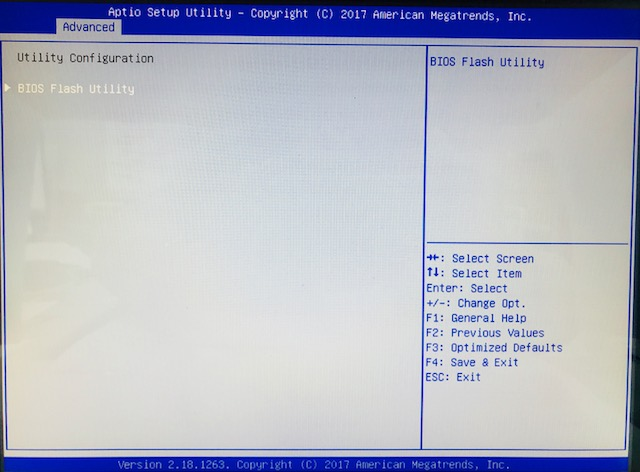 Aptio Setup Utility – Copyright (C) 2017 American Megatrends, Inc.
Advanced
Utility Configuration
BIOS Flash Utility
BIOS Flash Utility
→←: Select Screen
↑↓: Select Item
Enter: Select
+/-: Change Opt.
F1: General Help
F2: Previous Values
F3: Optimized Defaults
F4: Save & Exit
ESC: Exit
Version 2.18.1263. Copyright (C) 2017 American Megatrends, Inc.